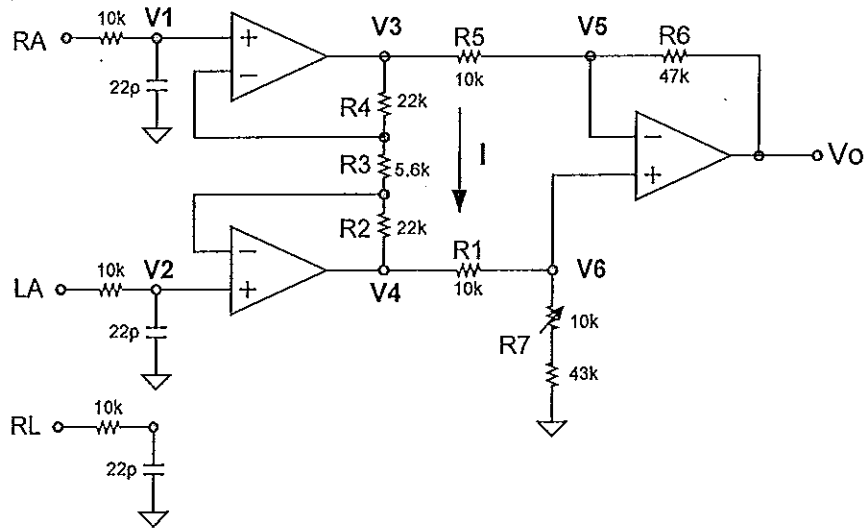 10k
V1
V3
R5
V5
R6
RA
10k
47k
22p
R4
22k
R3
5.6k
I
Vo
R2
22k
R1
V6
10k
V2
V4
10k
LA
10k
22p
R7
43k
10k
RL
22p
+
−
−
+
−
+